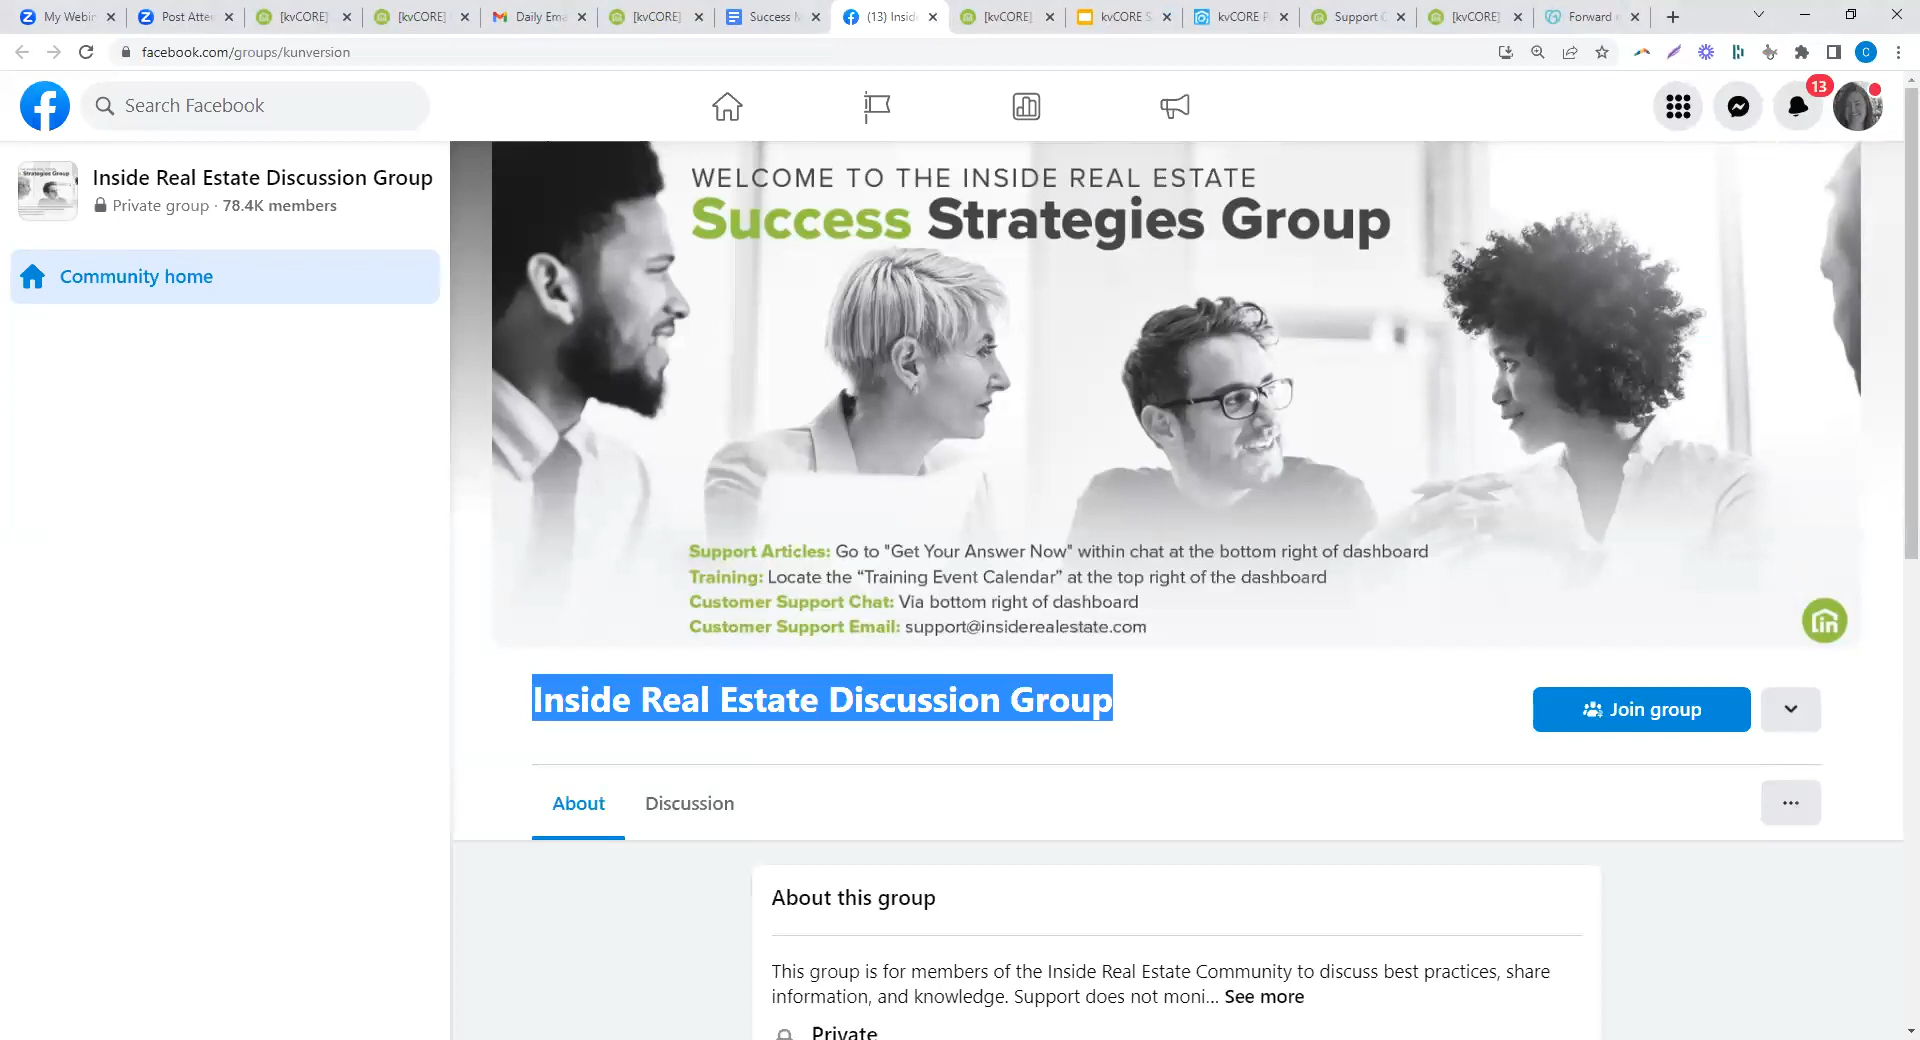 My Webin
Post Atter
[kvCORE]
[kvCORE]
Daily Ema
[kvCORE]
Success M
(13) Insid
[kvCORE]
kvCORE S
kvCORE P
Support C
[kvCORE]
Forward
facebook.com/groups/kunversion
C
Search Facebook
13
Inside Real Estate Discussion Group
Private group · 78.4K members
Community home
WELCOME TO THE INSIDE REAL ESTATE
Success Strategies Group
Support Articles: Go to "Get Your Answer Now" within chat at the bottom right of dashboard
Training: Locate the “Training Event Calendar” at the top right of the dashboard
Customer Support Chat: Via bottom right of dashboard
Customer Support Email: support@insiderealestate.com
in
Inside Real Estate Discussion Group
Join group
About
Discussion
About this group
This group is for members of the Inside Real Estate Community to discuss best practices, share
information, and knowledge. Support does not moni... See more
Private